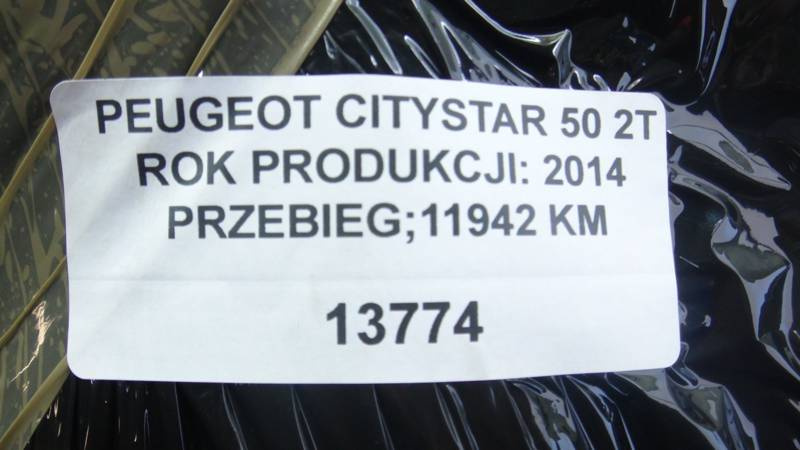 PEUGEOT CITYSTAR 50 2T
ROK PRODUKCJI: 2014
PRZEBIEG;11942 KM
13774